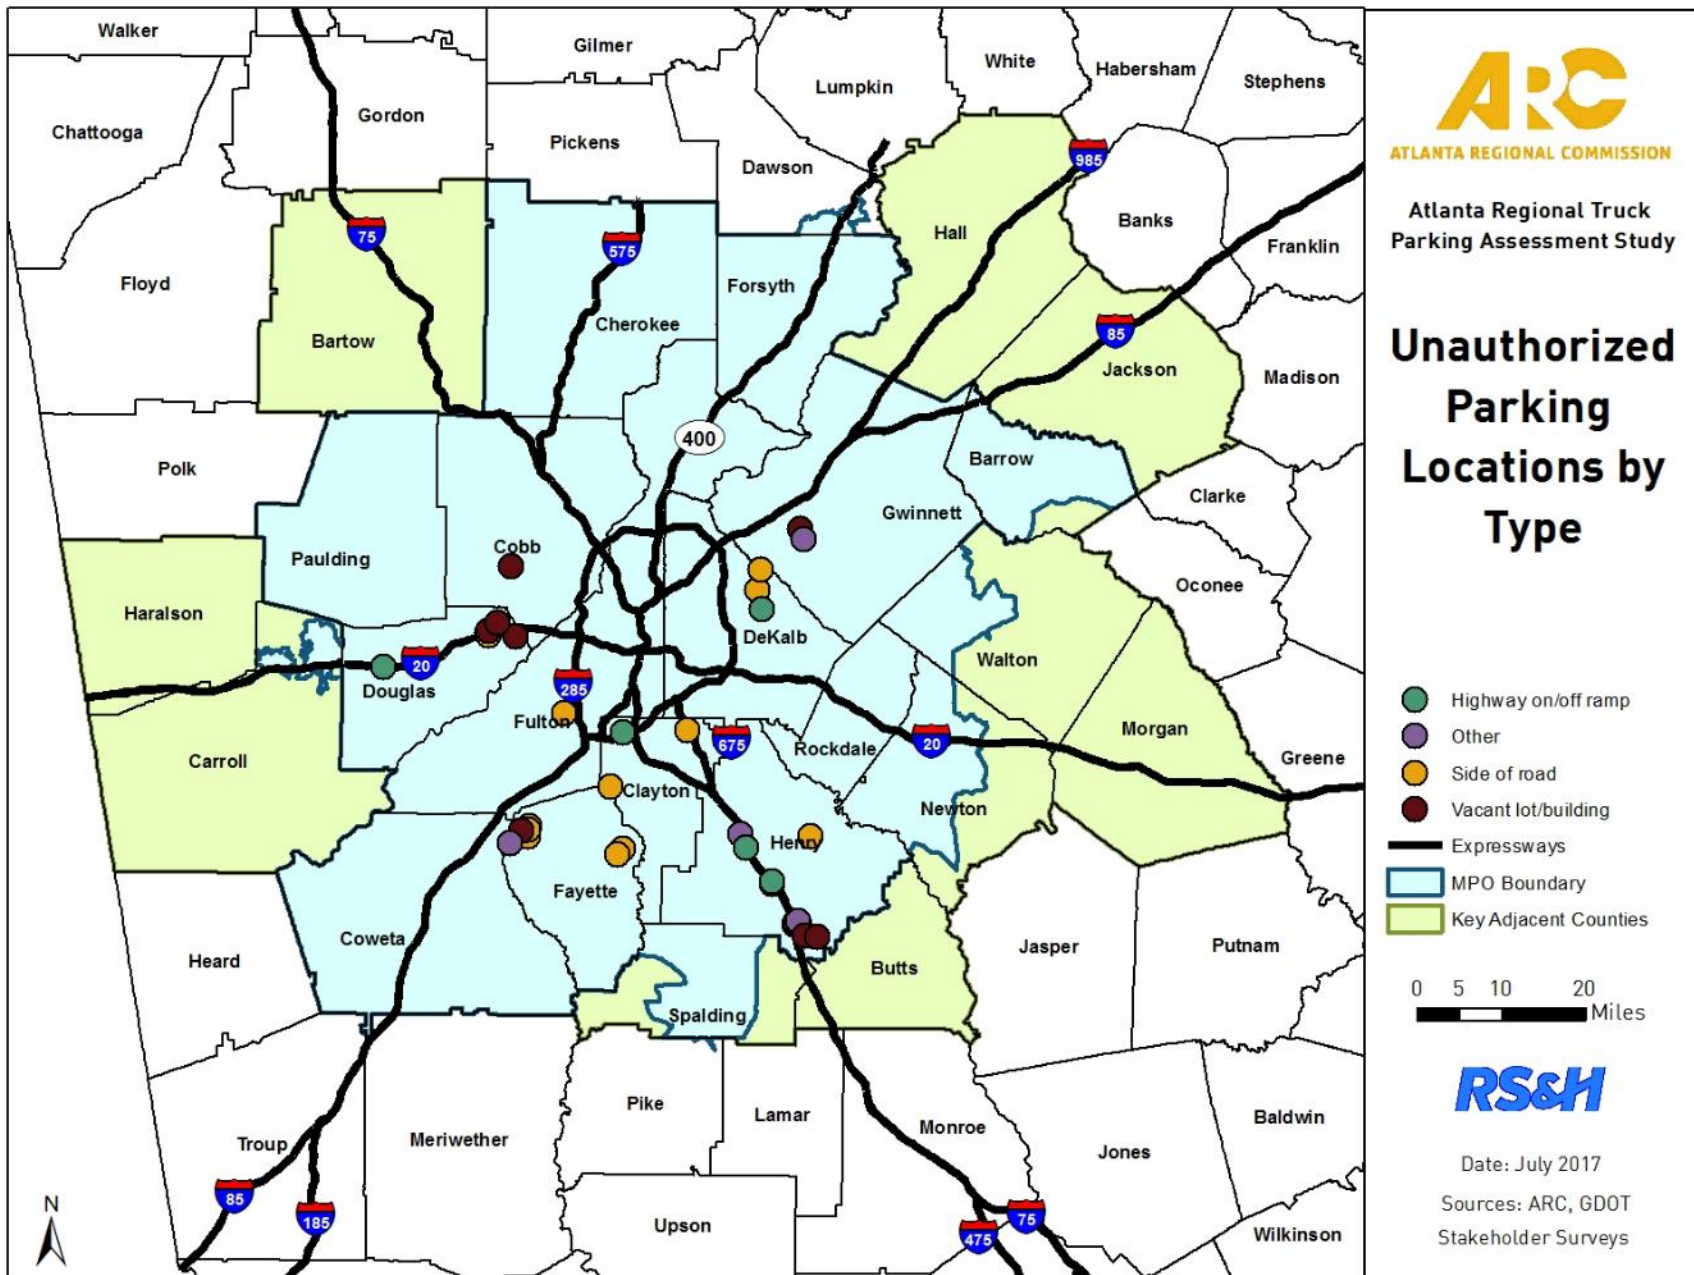 Walker
Gilmer
White
Habersham
Stephens
Lumpkin
Gordon
Chattooga
Pickens
Dawson
985
Banks
Hall
Franklin
75
575
Floyd
Forsyth
Cherokee
85
Bartow
Jackson
Madison
400
Barrow
Polk
Clarke
Gwinnett
Cobb
Paulding
Oconee
Haralson
DeKalb
Walton
20
Douglas
285
Fulton
Morgan
675
Rockdale
20
Greene
Carroll
Clayton
Newton
Henry
Fayette
Coweta
Heard
Butts
Jasper
Putnam
Spalding
Pike
Lamar
Monroe
Baldwin
Troup
Meriwether
Jones
85
185
Upson
75
475
Wilkinson
N
ARC
ATLANTA REGIONAL COMMISSION
Atlanta Regional Truck
Parking Assessment Study
Unauthorized
Parking
Locations by
Type
Highway on/off ramp
Other
Side of road
Vacant lot/building
Expressways
MPO Boundary
Key Adjacent Counties
0 5 10 20
Miles
RS&H
Date: July 2017
Sources: ARC, GDOT
Stakeholder Surveys